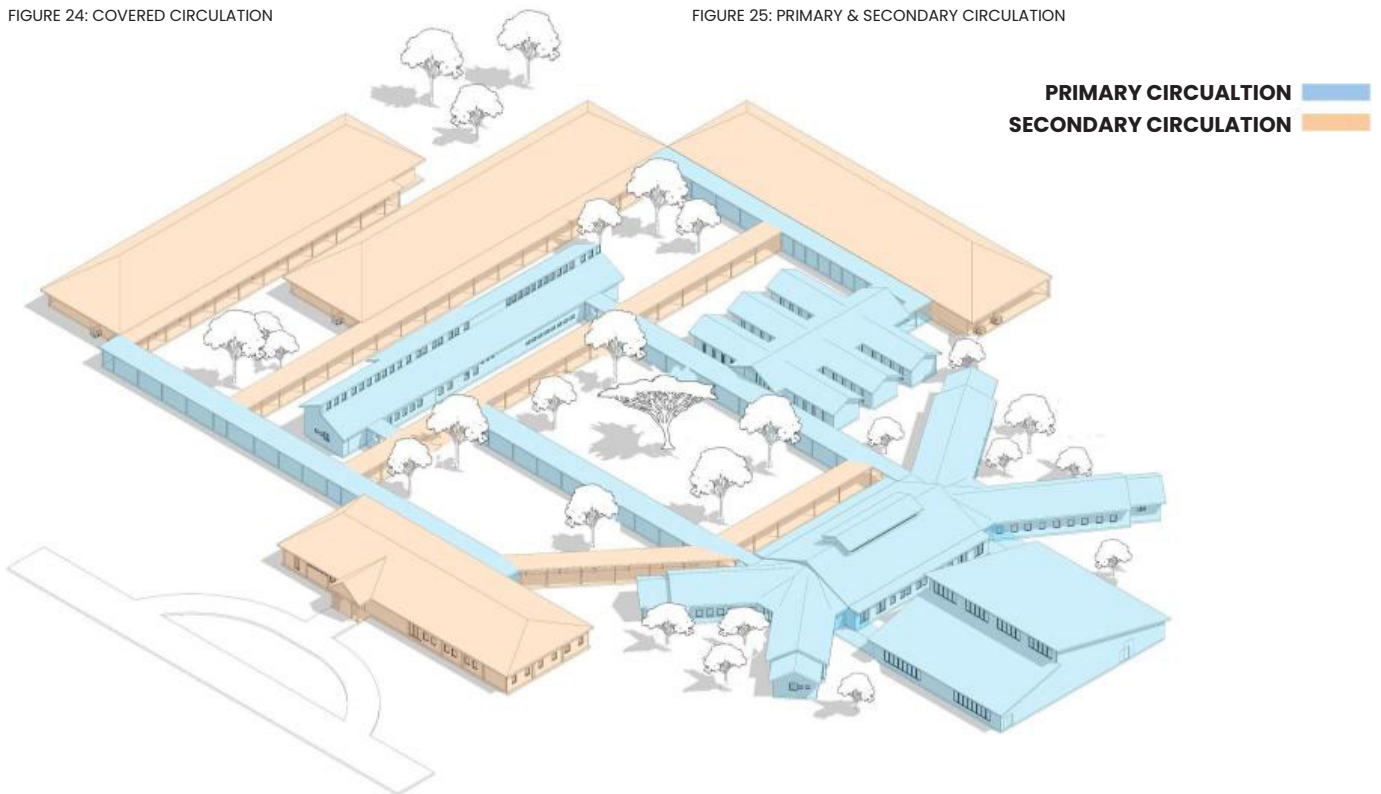 FIGURE 24: COVERED CIRCULATION
FIGURE 25: PRIMARY & SECONDARY CIRCULATION
PRIMARY CIRCUALTION
SECONDARY CIRCULATION